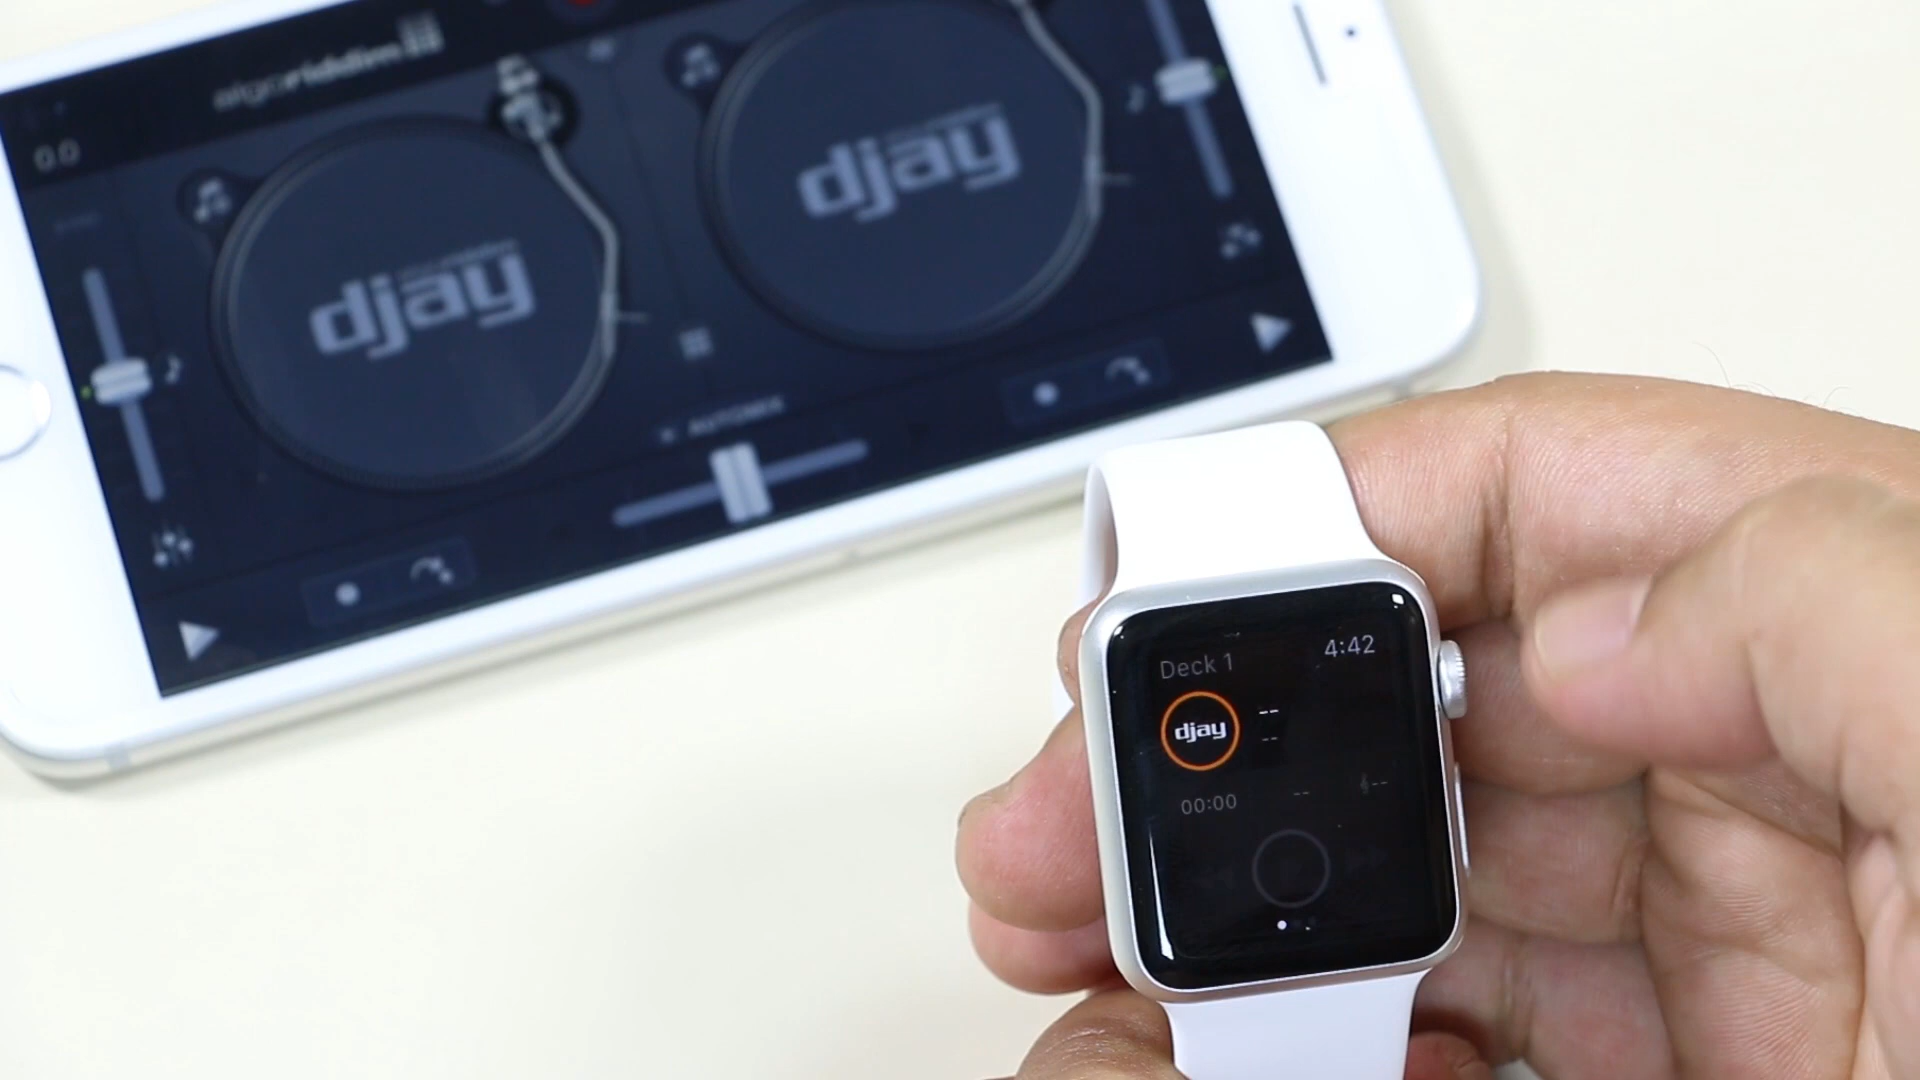 algoriddim
0.0
djay
djay
AUTOMIX
Deck 1
4:42
djay
--
--
00:00
--
--